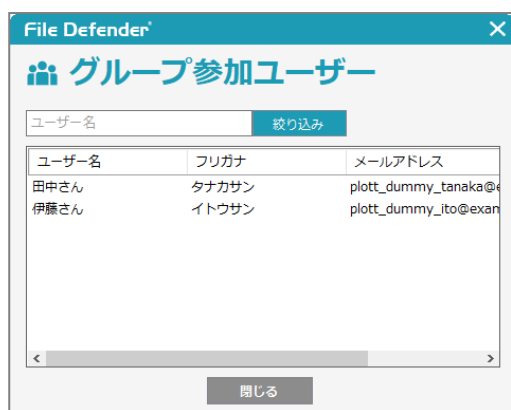 File Defender
グループ参加ユーザー
ユーザー名 絞り込み
ユーザー名 フリガナ メールアドレス
田中さん タナカサン plott_dummy_tanaka@e
伊藤さん イトウサン plott_dummy_ito@exam
閉じる